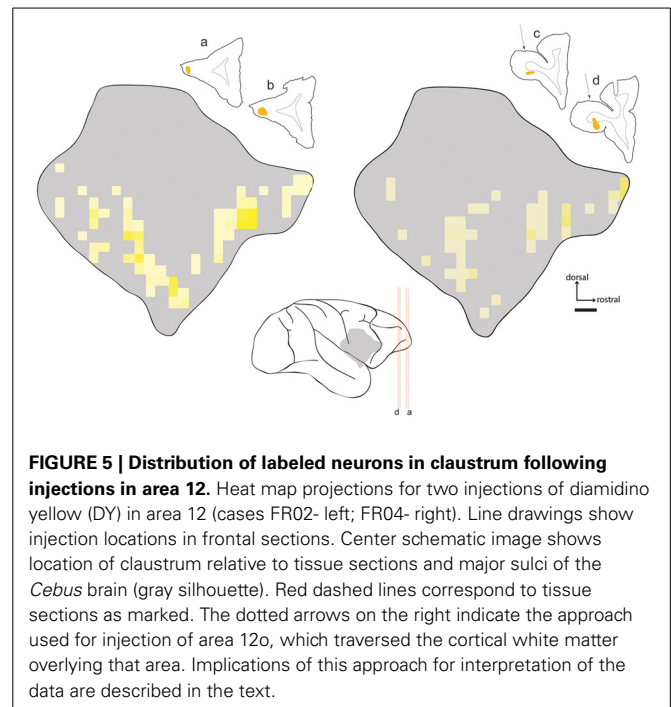 a
b
c
d
dorsal
rostral
d a
FIGURE 5 | Distribution of labeled neurons in claustrum following
injections in area 12. Heat map projections for two injections of diamidino
yellow (DY) in area 12 (cases FR02- left; FR04- right). Line drawings show
injection locations in frontal sections. Center schematic image shows
location of claustrum relative to tissue sections and major sulci of the
Cebus brain (gray silhouette). Red dashed lines correspond to tissue
sections as marked. The dotted arrows on the right indicate the approach
used for injection of area 12o, which traversed the cortical white matter
overlying that area. Implications of this approach for interpretation of the
data are described in the text.